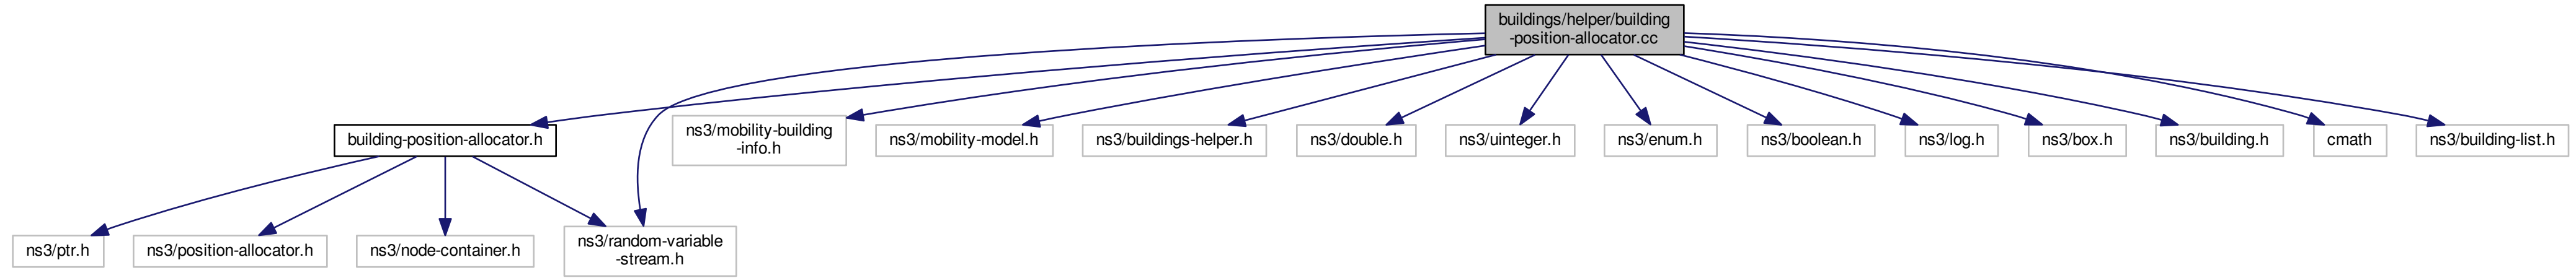 buildings/helper/building
-position-allocator.cc
building-position-allocator.h
ns3/mobility-building
-info.h
ns3/mobility-model.h
ns3/buildings-helper.h
ns3/double.h
ns3/uinteger.h
ns3/enum.h
ns3/boolean.h
ns3/log.h
ns3/box.h
ns3/building.h
cmath
ns3/building-list.h
ns3/ptr.h
ns3/position-allocator.h
ns3/node-container.h
ns3/random-variable
-stream.h